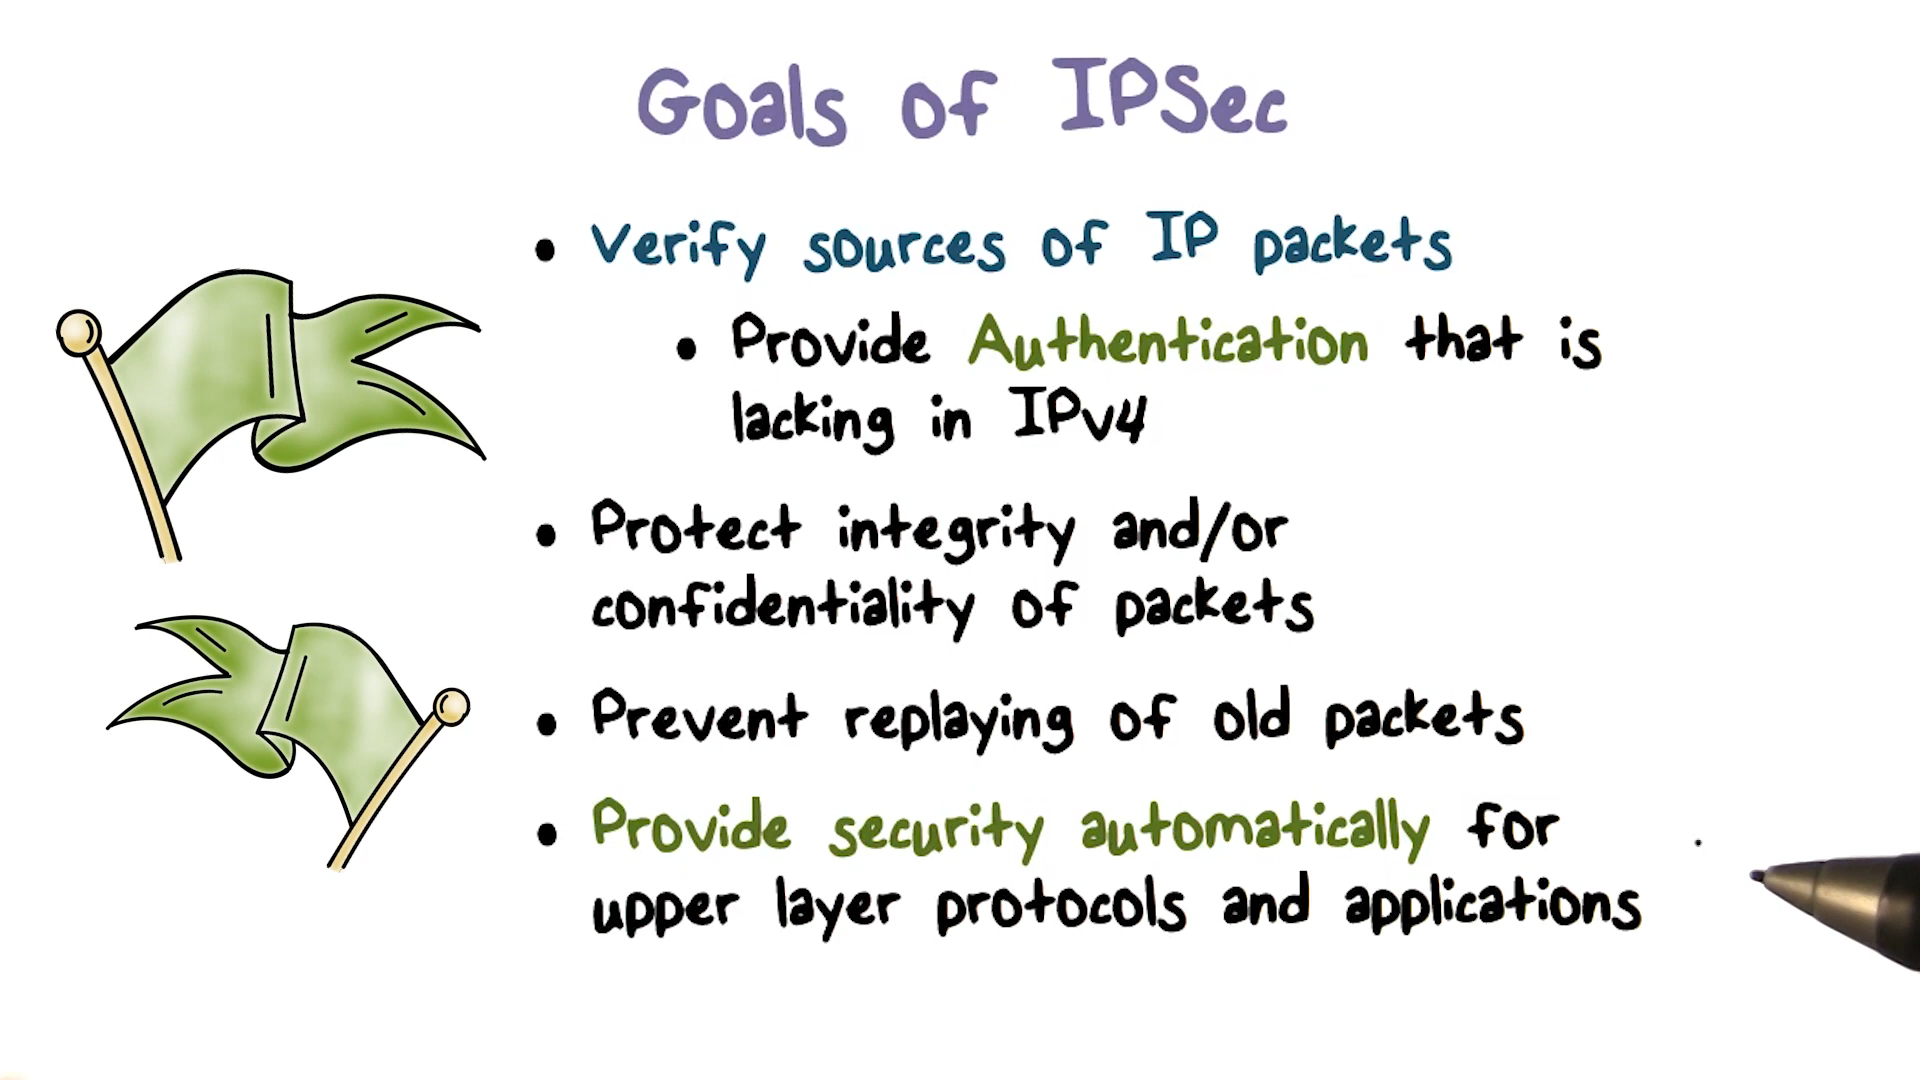 Goals of IPSec
• Verify sources of IP packets
• Provide Authentication that is
lacking in IPv4
• Protect integrity and/or
confidentiality of packets
• Prevent replaying of old packets
• Provide security automatically for
upper layer protocols and applications